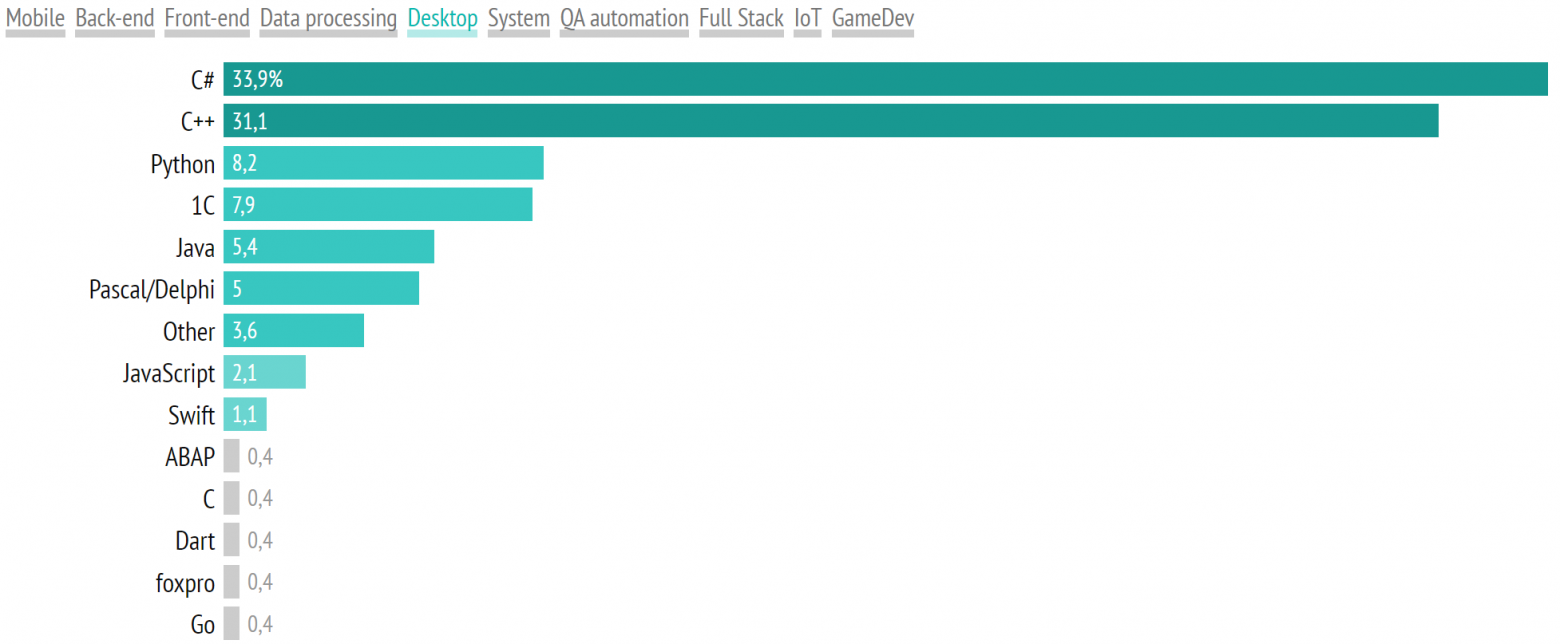 Mobile Back-end Front-end Data processing Desktop System QA automation Full Stack IoT GameDev
C# 33,9%
C++ 31,1
Python 8,2
1C 7,9
Java 5,4
Pascal/Delphi 5
Other 3,6
JavaScript 2,1
Swift 1,1
ABAP 0,4
C 0,4
Dart 0,4
foxpro 0,4
Go 0,4